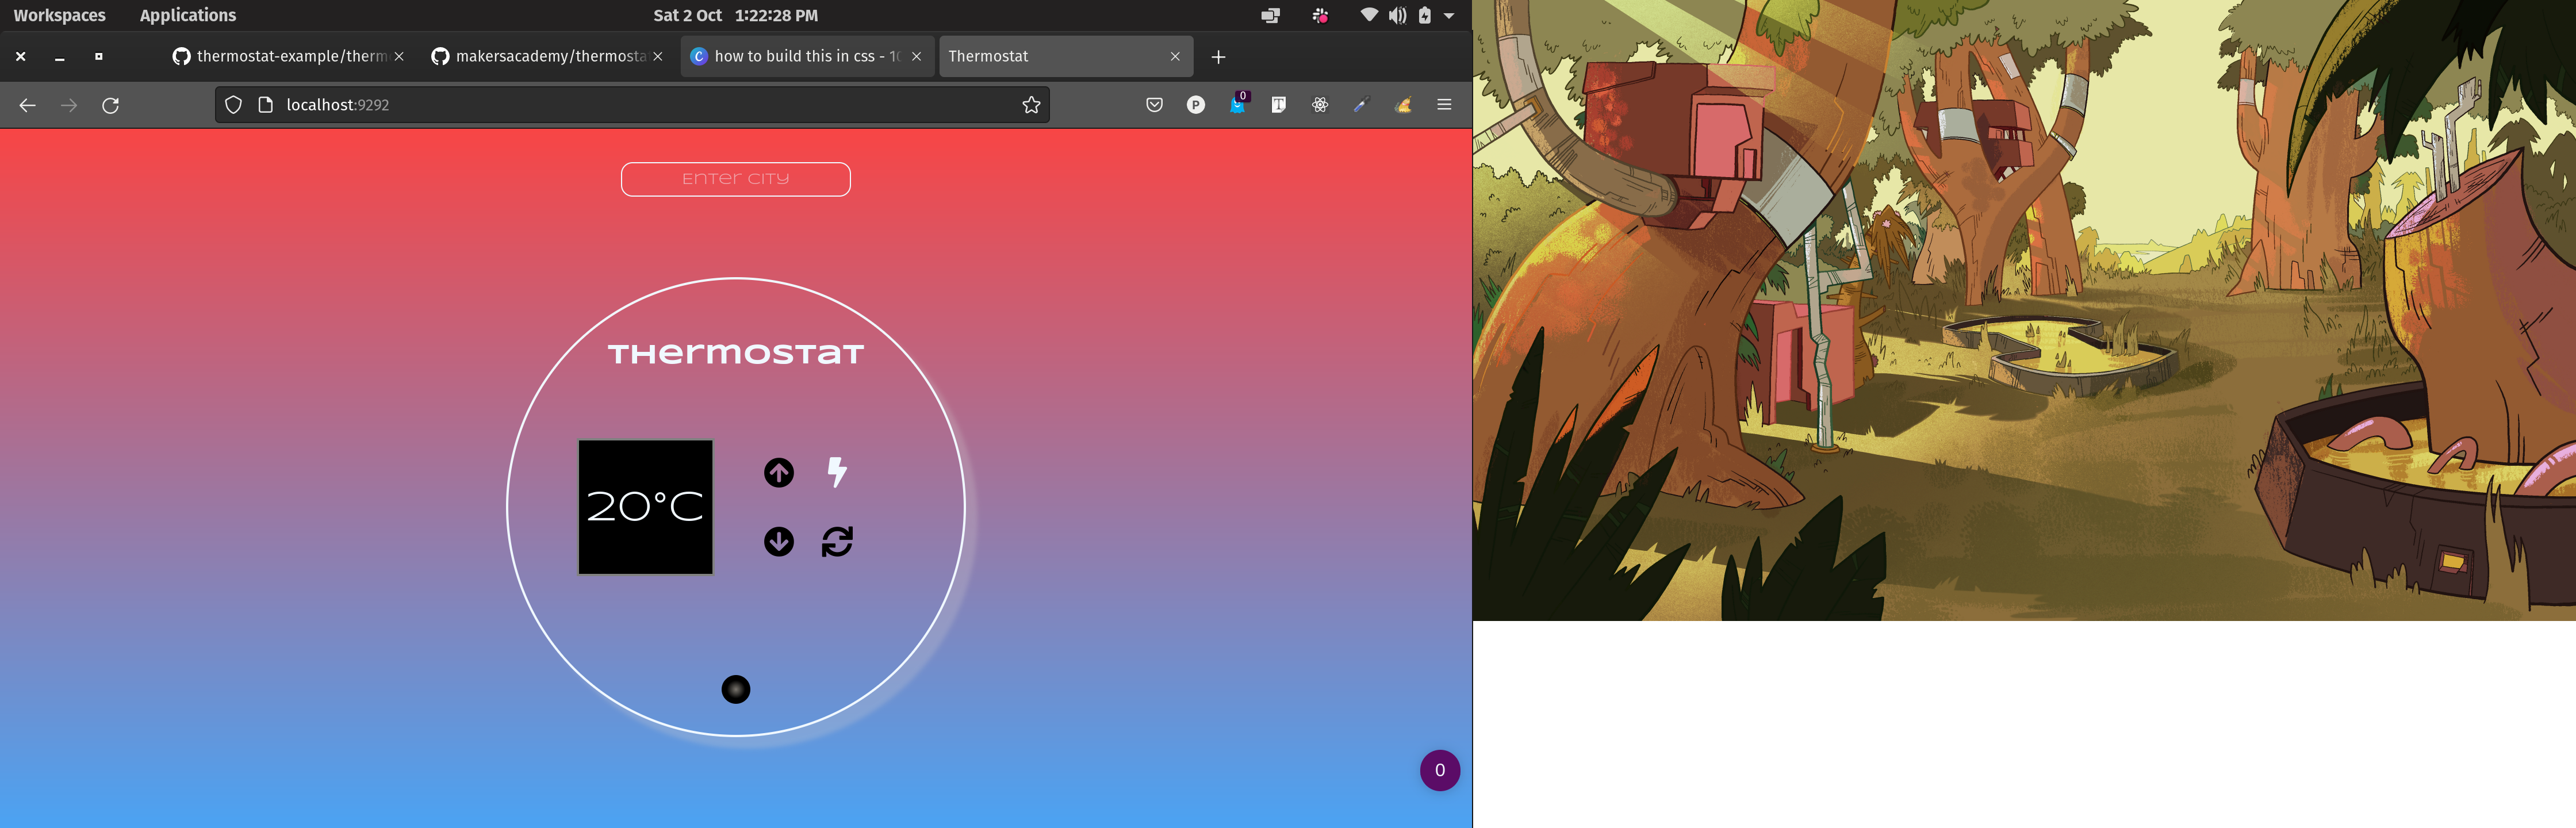 Workspaces Applications Sat 2 Oct 1:22:28 PM
thermostat-example/therm makersacademy/thermosta how to build this in css - 10 Thermostat
localhost:9292 P 0 T
Enter City
Thermostat
20°C
0